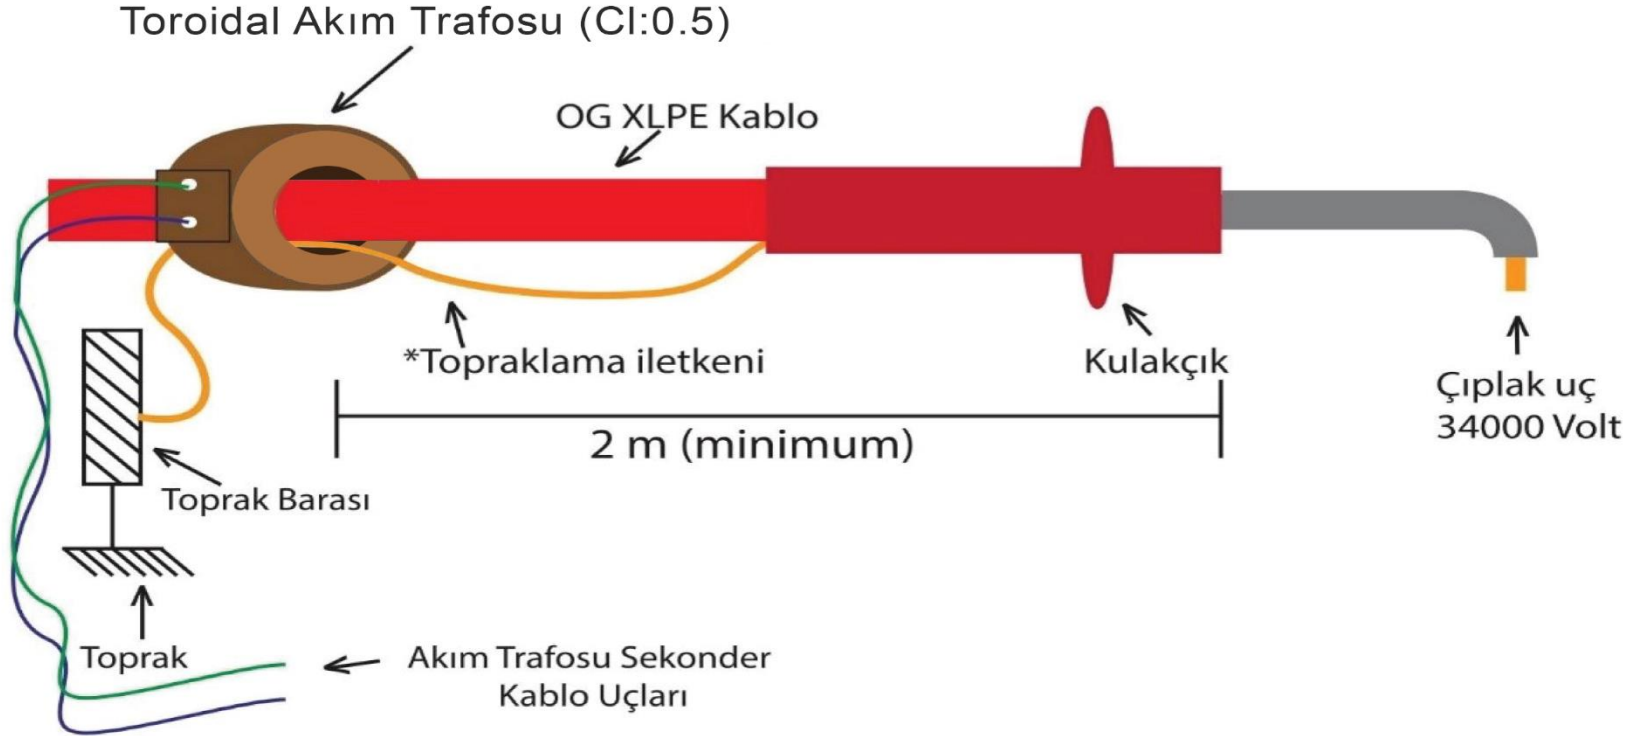 Toroidal Akım Trafosu (Cl:0.5)
OG XLPE Kablo
*Topraklama iletkeni
Kulakçık
Çıplak uç
34000 Volt
2 m (minimum)
Toprak Barası
Toprak
Akım Trafosu Sekonder
Kablo Uçları